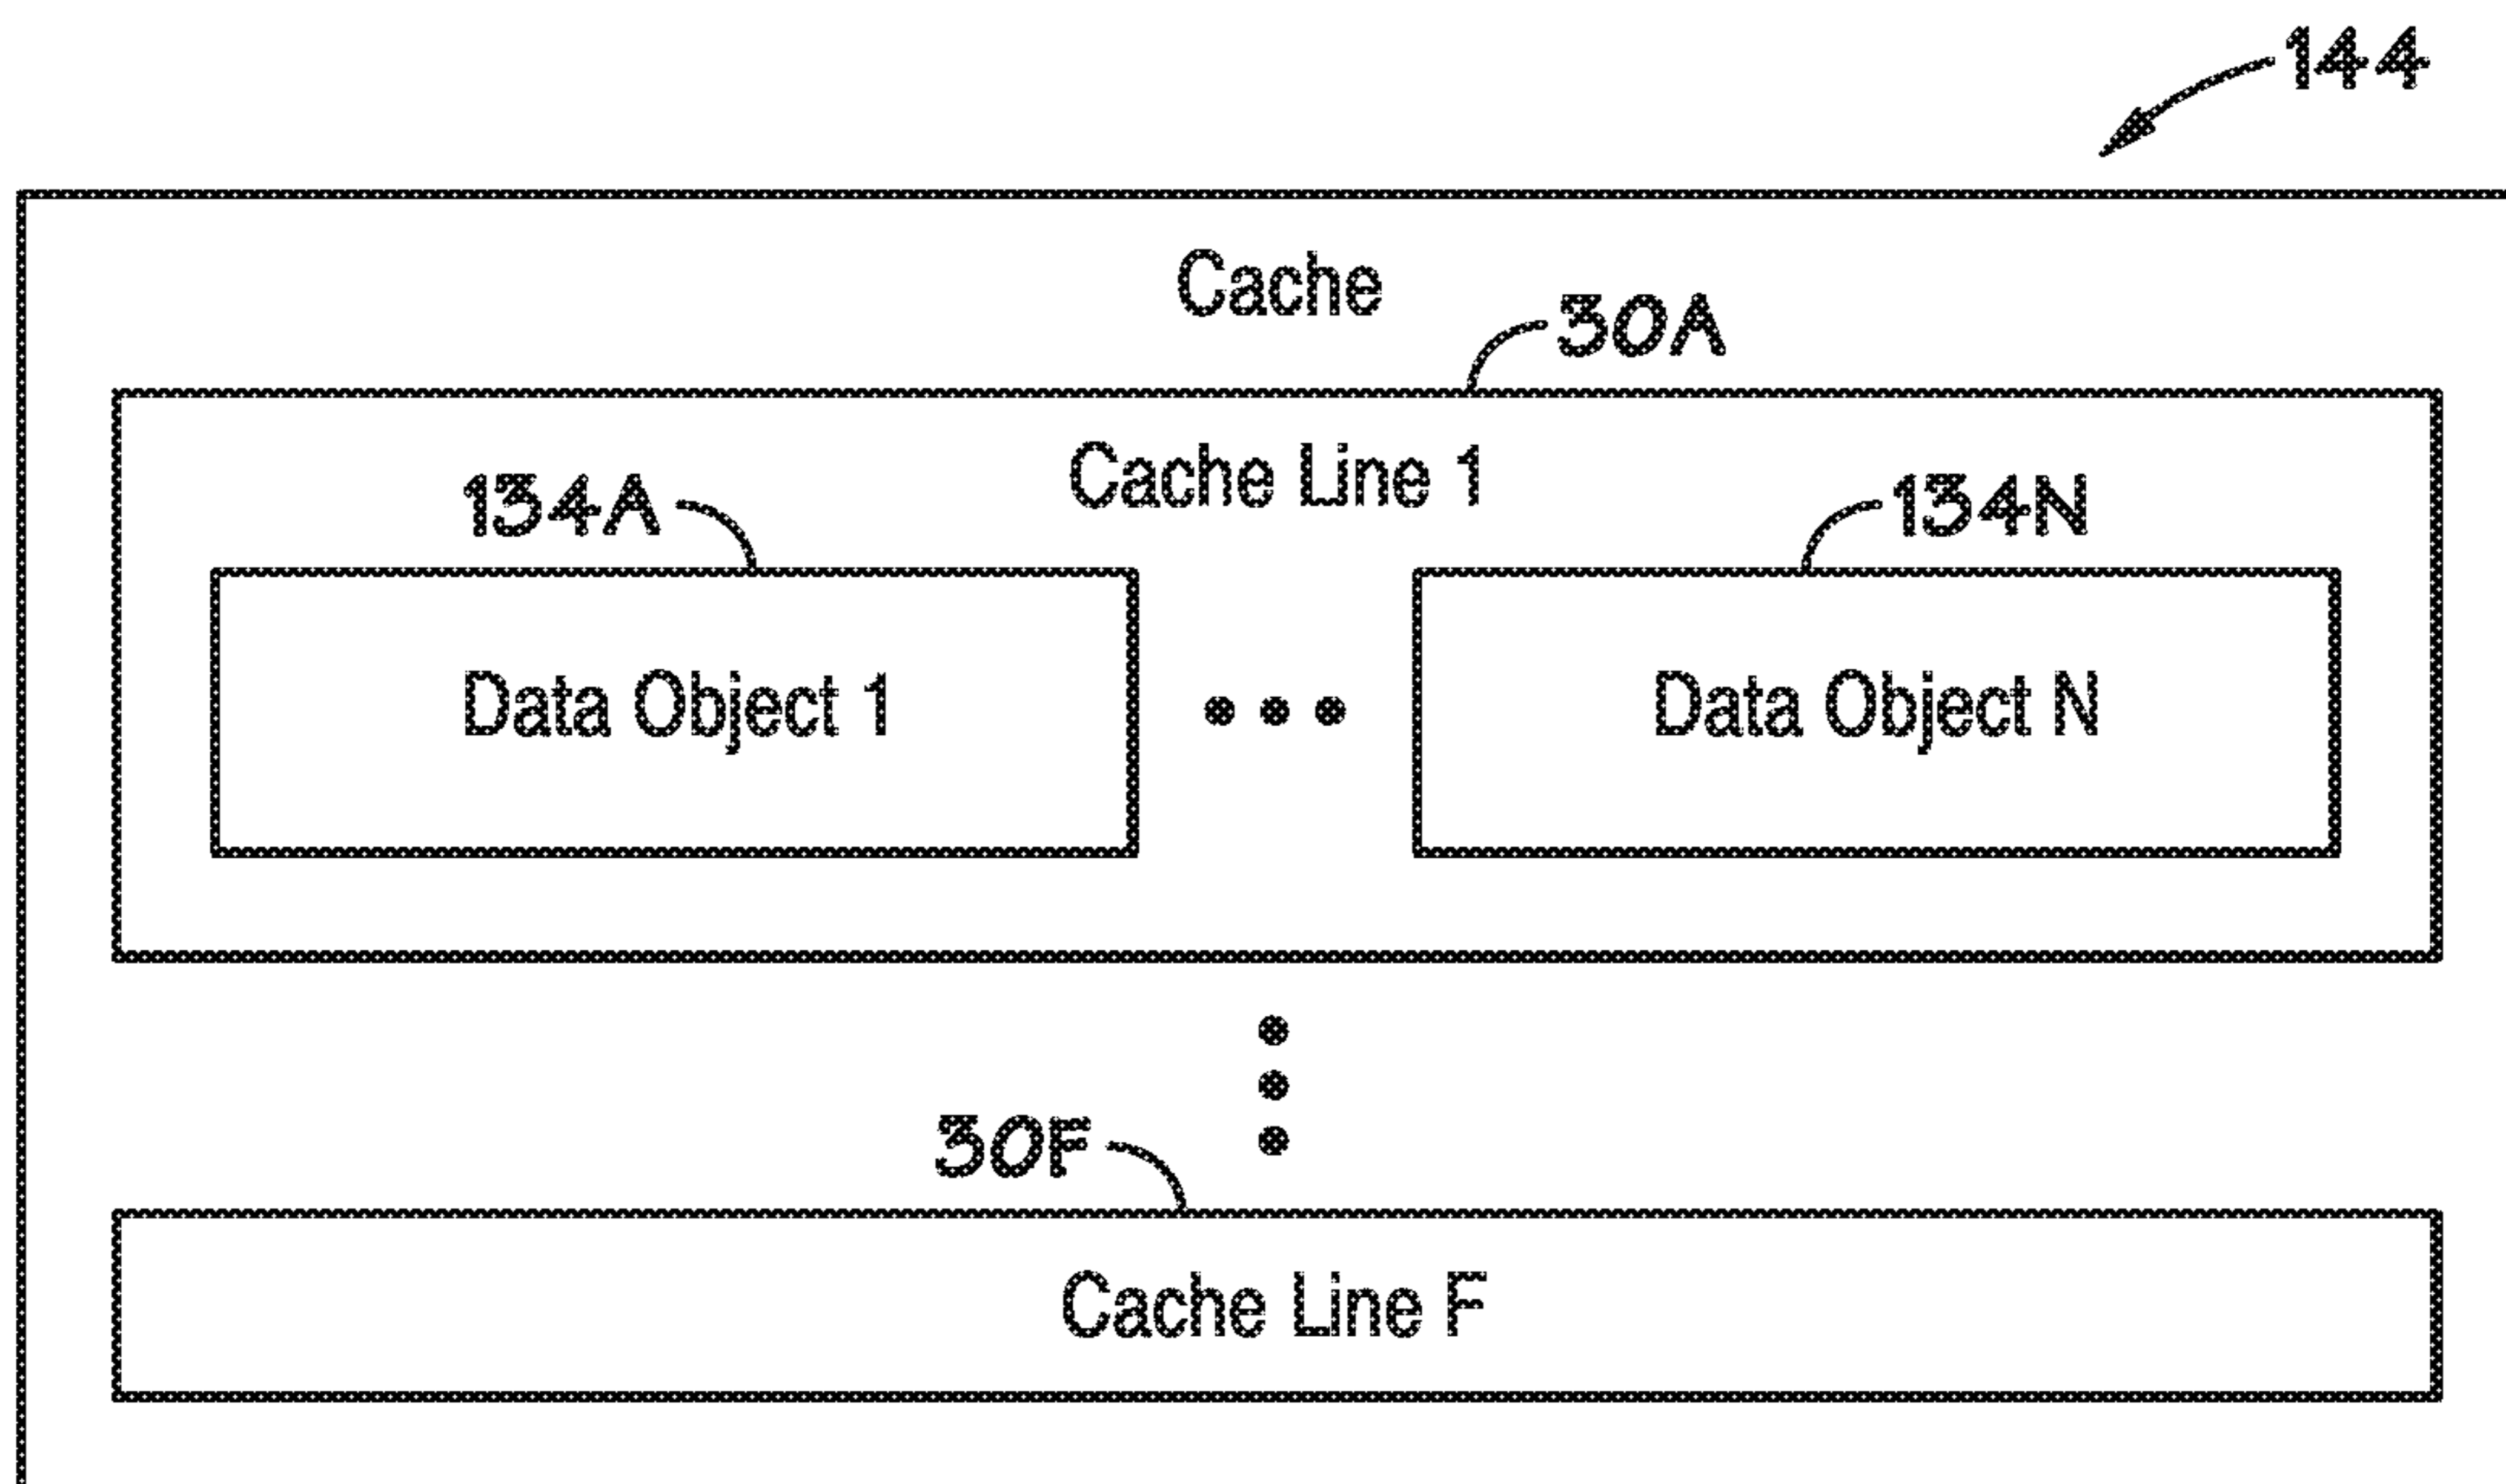 144
Cache
30A
Cache Line 1
134A
134N
Data Object 1
Data Object N
30F
Cache Line F